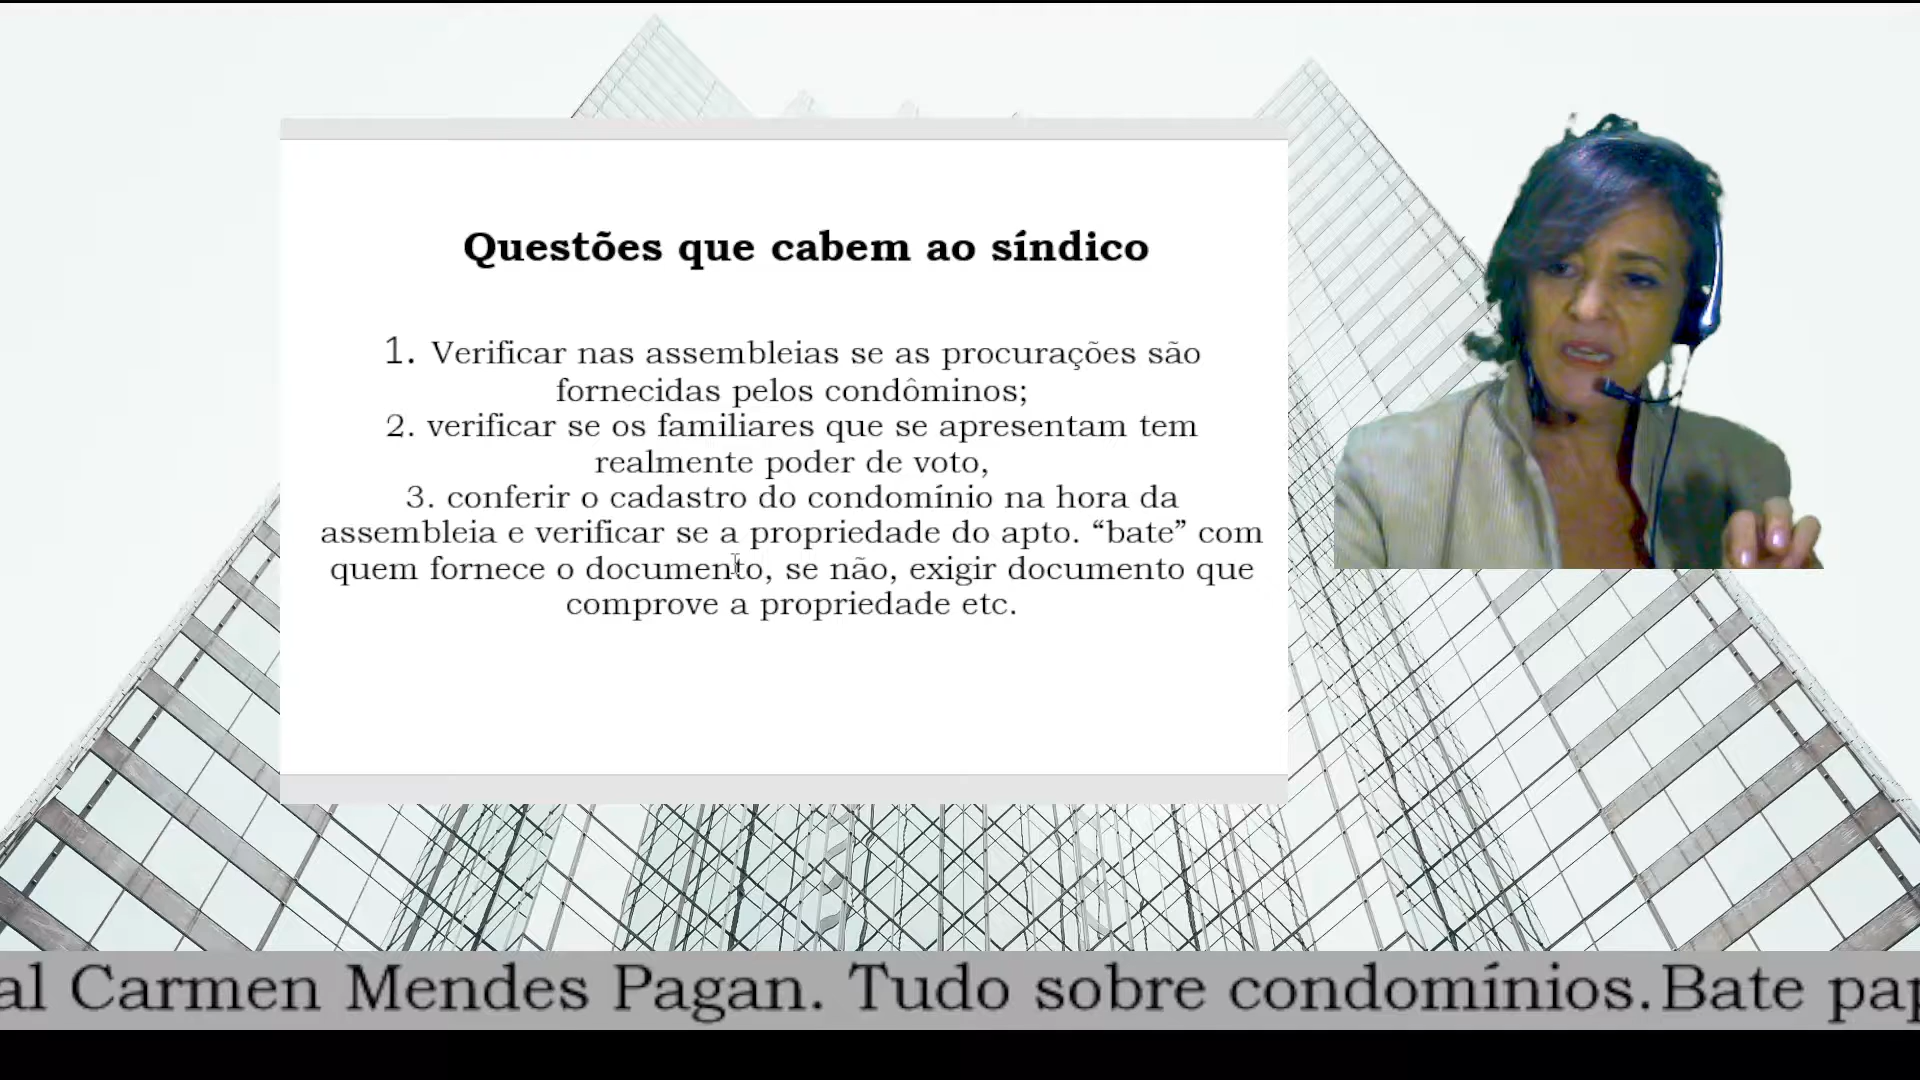 Questões que cabem ao síndico
1. Verificar nas assembleias se as procurações são
fornecidas pelos condôminos;
2. verificar se os familiares que se apresentam tem
realmente poder de voto,
3. conferir o cadastro do condomínio na hora da
assembleia e verificar se a propriedade do apto. “bate” com
quem fornece o documento, se não, exigir documento que
comprove a propriedade etc.
al Carmen Mendes Pagan. Tudo sobre condomínios. Bate pap